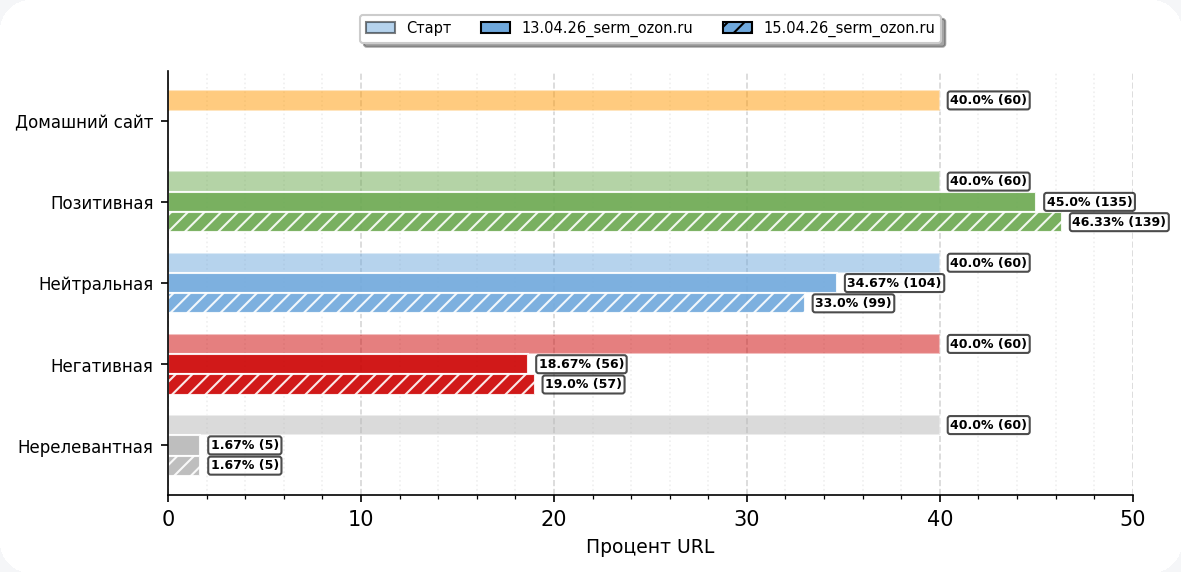 Старт 13.04.26_serm_ozon.ru 15.04.26_serm_ozon.ru
Домашний сайт
40.0% (60)
Позитивная
40.0% (60)
45.0% (135)
46.33% (139)
Нейтральная
40.0% (60)
34.67% (104)
33.0% (99)
Негативная
40.0% (60)
18.67% (56)
19.0% (57)
Нерелевантная
40.0% (60)
1.67% (5)
1.67% (5)
0 10 20 30 40 50
Процент URL